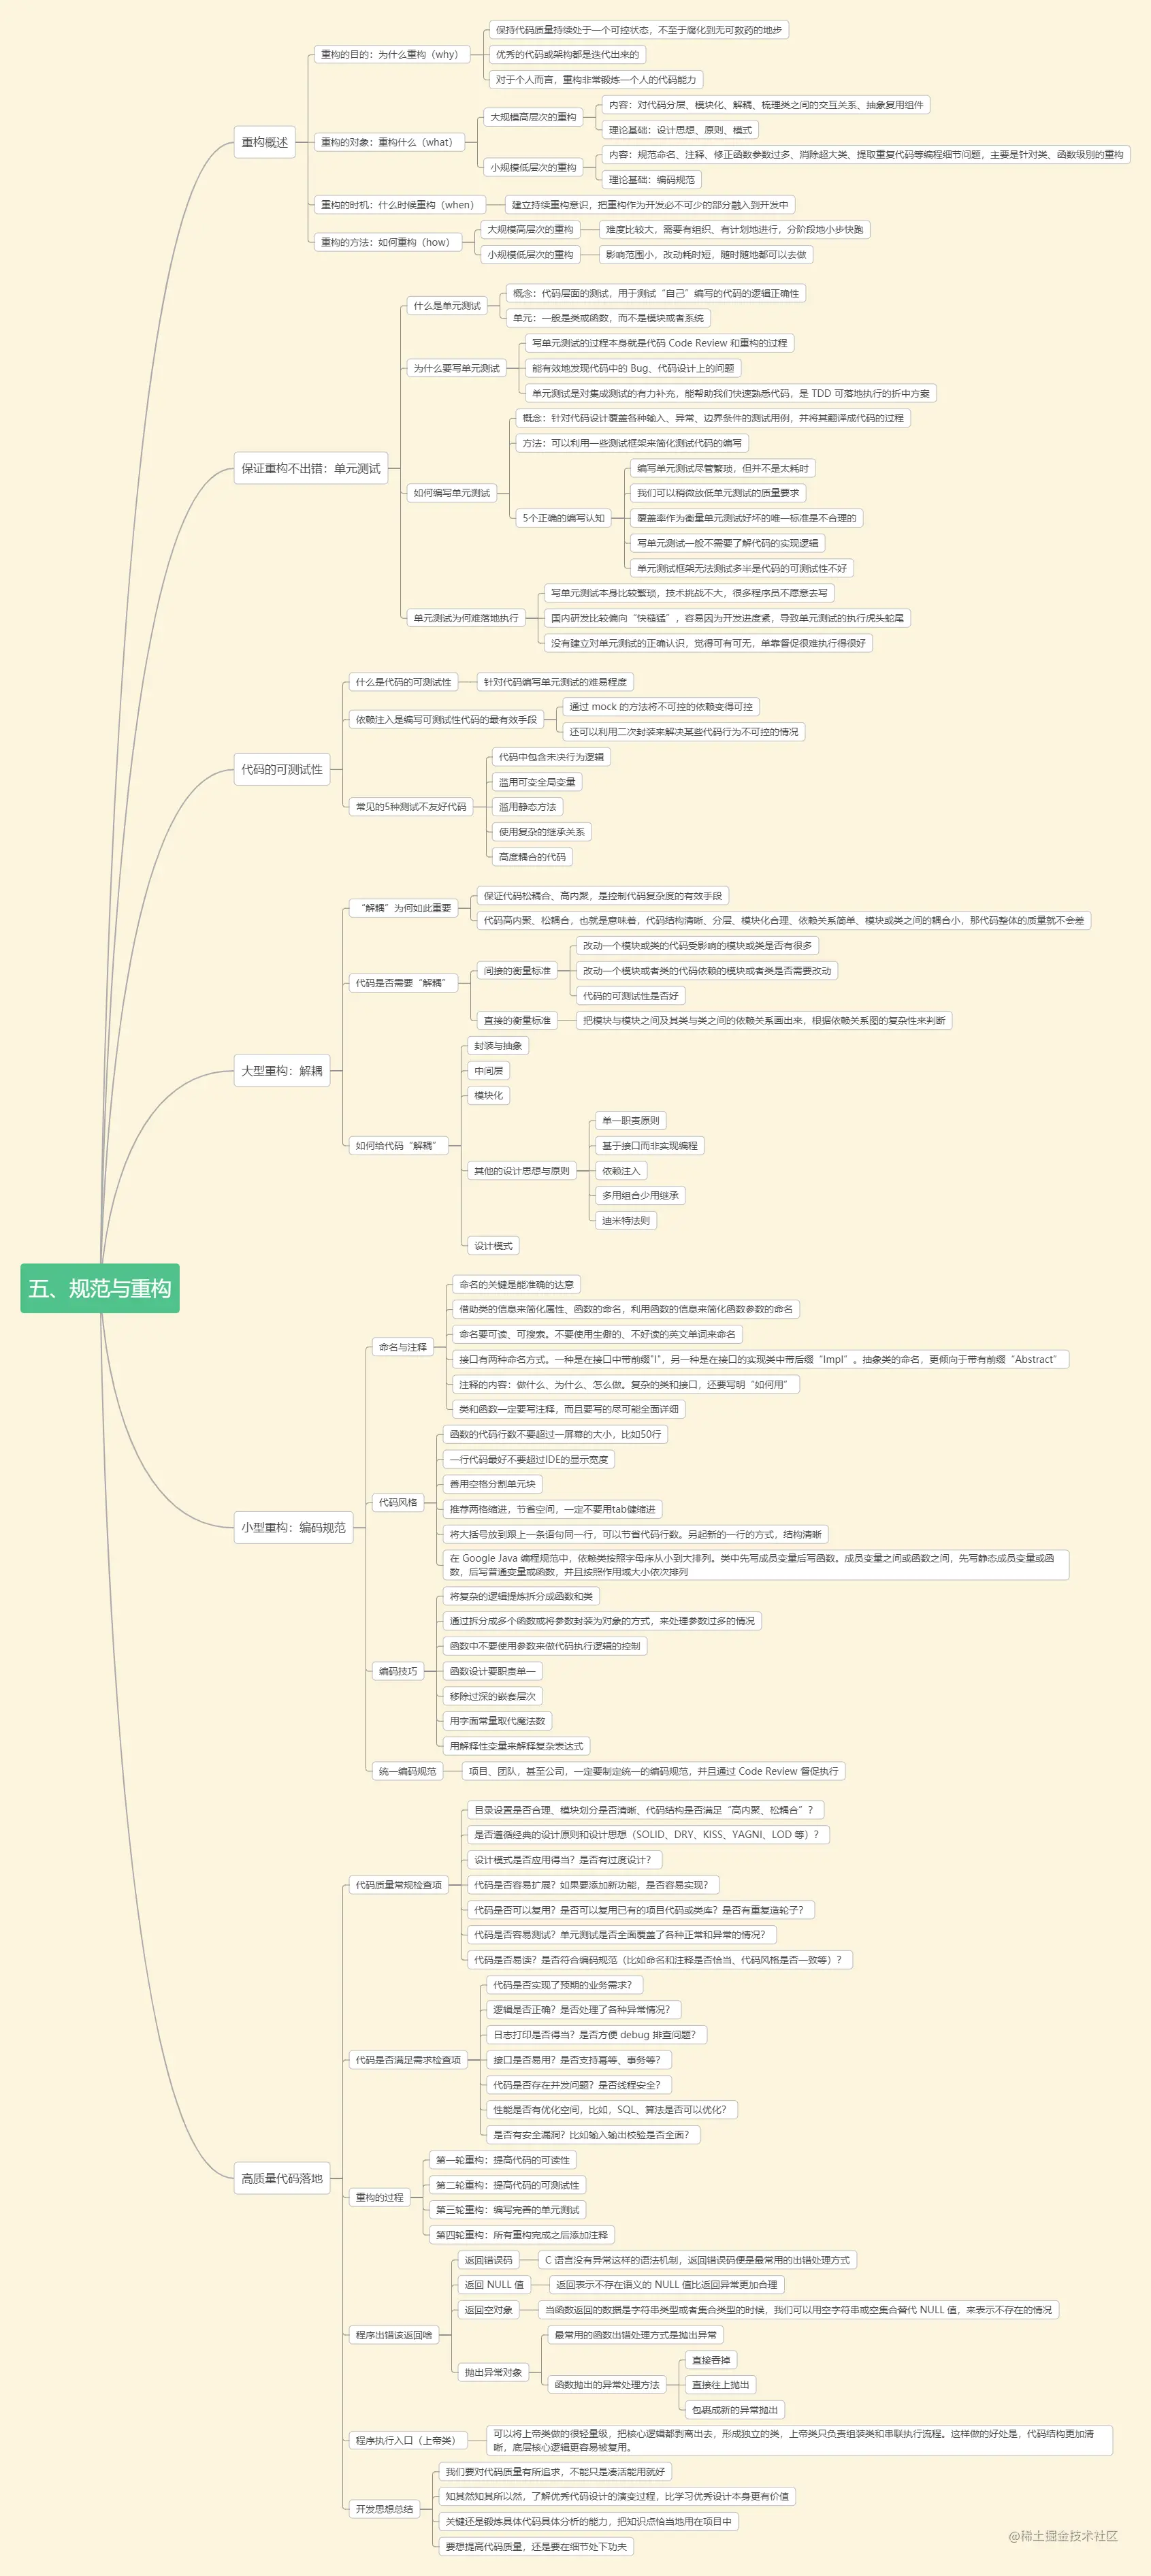 五、规范与重构
重构概述
重构的目的：为什么重构（why）
保持代码质量持续处于一个可控状态，不至于腐化到无可救药的地步
优秀的代码或架构都是迭代出来的
对于个人而言，重构非常锻炼一个人的代码能力
重构的对象：重构什么（what）
大规模高层次的重构
内容：对代码分层、模块化、解耦、梳理类之间的交互关系、抽象复用组件
理论基础：设计思想、原则、模式
小规模低层次的重构
内容：规范命名、注释、修正函数参数过多、消除超大类、提取重复代码等编程细节问题，主要是针对类、函数级别的重构
理论基础：编码规范
重构的时机：什么时候重构（when）
建立持续重构意识，把重构作为开发必不可少的部分融入到开发中
重构的方法：如何重构（how）
大规模高层次的重构
难度比较大，需要有组织、有计划地进行，分阶段地小步快跑
小规模低层次的重构
影响范围小，改动耗时短，随时随地都可以去做
保证重构不出错：单元测试
什么是单元测试
概念：代码层面的测试，用于测试“自己”编写的代码的逻辑正确性
单元：一般是类或函数，而不是模块或者系统
为什么要写单元测试
写单元测试的过程本身就是代码 Code Review 和重构的过程
能有效地发现代码中的 Bug、代码设计上的问题
单元测试是对集成测试的有力补充，能帮助我们快速熟悉代码，是 TDD 可落地执行的折中方案
如何编写单元测试
概念：针对代码设计覆盖各种输入、异常、边界条件的测试用例，并将其翻译成代码的过程
方法：可以利用一些测试框架来简化测试代码的编写
5个正确的编写认知
编写单元测试尽管繁琐，但并不是太耗时
我们可以稍微放低单元测试的质量要求
覆盖率作为衡量单元测试好坏的唯一标准是不合理的
写单元测试一般不需要了解代码的实现逻辑
单元测试框架无法测试多半是代码的可测试性不好
单元测试为何难落地执行
写单元测试本身比较繁琐，技术挑战不大，很多程序员不愿意去写
国内研发比较偏向“快糙猛”，容易因为开发进度紧，导致单元测试的执行虎头蛇尾
没有建立对单元测试的正确认识，觉得可有可无，单靠督促很难执行得很好
代码的可测试性
什么是代码的可测试性
针对代码编写单元测试的难易程度
依赖注入是编写可测试性代码的最有效手段
通过 mock 的方法将不可控的依赖变得可控
还可以利用二次封装来解决某些代码行为不可控的情况
常见的5种测试不友好代码
代码中包含未决行为逻辑
滥用可变全局变量
滥用静态方法
使用复杂的继承关系
高度耦合的代码
大型重构：解耦
“解耦”为何如此重要
保证代码松耦合、高内聚，是控制代码复杂度的有效手段
代码高内聚、松耦合，也就是意味着，代码结构清晰、分层、模块化合理、依赖关系简单、模块或类之间的耦合小，那代码整体的质量就不会差
代码是否需要“解耦”
间接的衡量标准
改动一个模块或类的代码受影响的模块或类是否有很多
改动一个模块或者类的代码依赖的模块或者类是否需要改动
代码的可测试性是否好
直接的衡量标准
把模块与模块之间及其类与类之间的依赖关系画出来，根据依赖关系图的复杂性来判断
如何给代码“解耦”
封装与抽象
中间层
模块化
其他的设计思想与原则
单一职责原则
基于接口而非实现编程
依赖注入
多用组合少用继承
迪米特法则
设计模式
小型重构：编码规范
命名与注释
命名的关键是能准确的达意
借助类的信息来简化属性、函数的命名，利用函数的信息来简化函数参数的命名
命名要可读、可搜索。不要使用生僻的、不好读的英文单词来命名
接口有两种命名方式。一种是在接口中带前缀"I"，另一种是在接口的实现类中带后缀“Impl”。抽象类的命名，更倾向于带有前缀“Abstract”
注释的内容：做什么、为什么、怎么做。复杂的类和接口，还要写明“如何用”
类和函数一定要写注释，而且要写的尽可能全面详细
代码风格
函数的代码行数不要超过一屏幕的大小，比如50行
一行代码最好不要超过IDE的显示宽度
善用空格分割单元块
推荐两格缩进，节省空间，一定不要用tab健缩进
将大括号放到跟上一条语句同一行，可以节省代码行数。另起新的一行的方式，结构清晰
在 Google Java 编程规范中，依赖类按照字母序从小到大排列。类中先写成员变量后写函数。成员变量之间或函数之间，先写静态成员变量或函
数，后写普通变量或函数，并且按照作用域大小依次排列
编码技巧
将复杂的逻辑提炼拆分成函数和类
通过拆分成多个函数或将参数封装为对象的方式，来处理参数过多的情况
函数中不要使用参数来做代码执行逻辑的控制
函数设计要职责单一
移除过深的嵌套层次
用字面常量取代魔法数
用解释性变量来解释复杂表达式
统一编码规范
项目、团队，甚至公司，一定要制定统一的编码规范，并且通过 Code Review 督促执行
高质量代码落地
代码质量常规检查项
目录设置是否合理、模块划分是否清晰、代码结构是否满足“高内聚、松耦合”？
是否遵循经典的设计原则和设计思想（SOLID、DRY、KISS、YAGNI、LOD 等）？
设计模式是否应用得当？是否有过度设计？
代码是否容易扩展？如果要添加新功能，是否容易实现？
代码是否可以复用？是否可以复用已有的项目代码或类库？是否有重复造轮子？
代码是否容易测试？单元测试是否全面覆盖了各种正常和异常的情况？
代码是否易读？是否符合编码规范（比如命名和注释是否恰当、代码风格是否一致等）？
代码是否满足需求检查项
代码是否实现了预期的业务需求？
逻辑是否正确？是否处理了各种异常情况？
日志打印是否得当？是否方便 debug 排查问题？
接口是否易用？是否支持幂等、事务等？
代码是否存在并发问题？是否线程安全？
性能是否有优化空间，比如，SQL、算法是否可以优化？
是否有安全漏洞？比如输入输出校验是否全面？
重构的过程
第一轮重构：提高代码的可读性
第二轮重构：提高代码的可测试性
第三轮重构：编写完善的单元测试
第四轮重构：所有重构完成之后添加注释
程序出错该返回啥
返回错误码
C 语言没有异常这样的语法机制，返回错误码便是最常用的出错处理方式
返回 NULL 值
返回表示不存在语义的 NULL 值比返回异常更加合理
返回空对象
当函数返回的数据是字符串类型或者集合类型的时候，我们可以用空字符串或空集合替代 NULL 值，来表示不存在的情况
抛出异常对象
最常用的函数出错处理方式是抛出异常
函数抛出的异常处理方法
直接吞掉
直接往上抛出
包裹成新的异常抛出
程序执行入口（上帝类）
可以将上帝类做的很轻量级，把核心逻辑都剥离出去，形成独立的类，上帝类只负责组装类和串联执行流程。这样做的好处是，代码结构更加清
晰，底层核心逻辑更容易被复用。
开发思想总结
我们要对代码质量有所追求，不能只是凑活能用就好
知其然知其所以然，了解优秀代码设计的演变过程，比学习优秀设计本身更有价值
关键还是锻炼具体代码具体分析的能力，把知识点恰当地用在项目中
要想提高代码质量，还是要在细节处下功夫
@稀土掘金技术社区